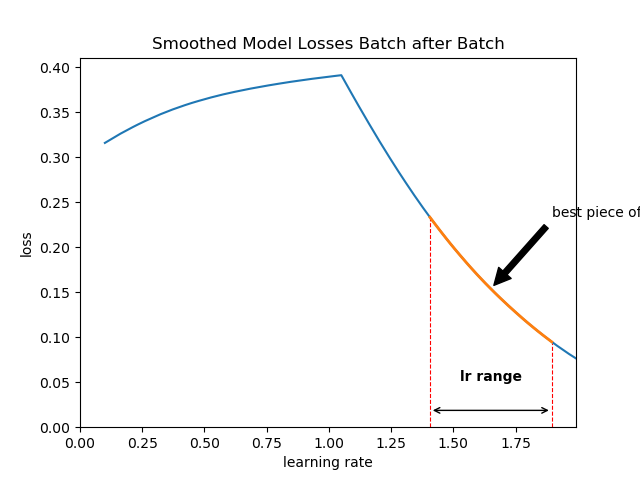 Smoothed Model Losses Batch after Batch
0.40
0.35
0.30
0.25
0.20
0.15
0.10
0.05
0.00
loss
best piece of
lr range
0.00 0.25 0.50 0.75 1.00 1.25 1.50 1.75
learning rate